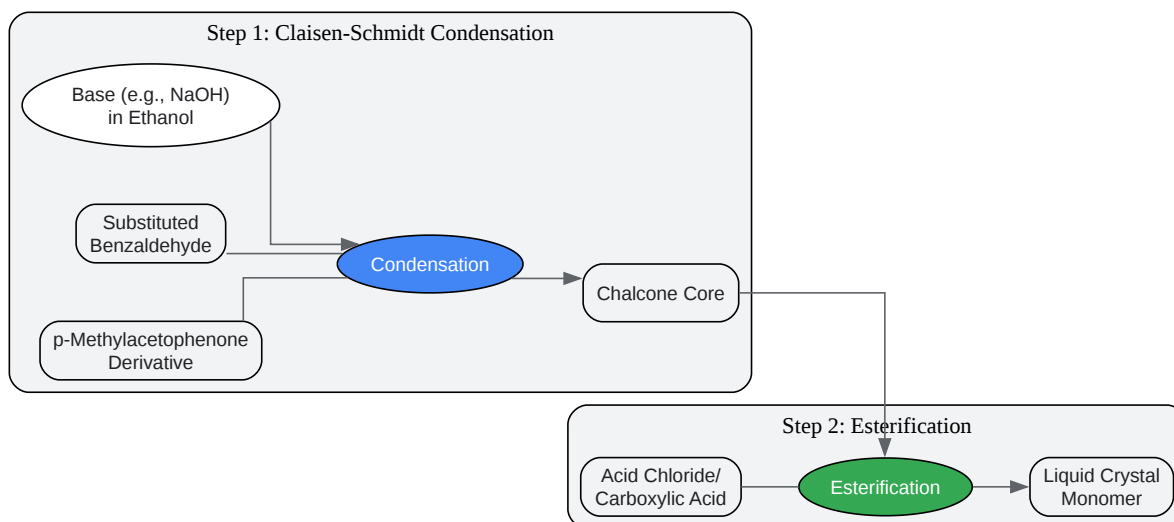 Step 1: Claisen-Schmidt Condensation
Base (e.g., NaOH)
in Ethanol
Substituted
Benzaldehyde
Condensation
Chalcone Core
p-Methylacetophenone
Derivative
Step 2: Esterification
Acid Chloride/
Carboxylic Acid
Esterification
Liquid Crystal
Monomer